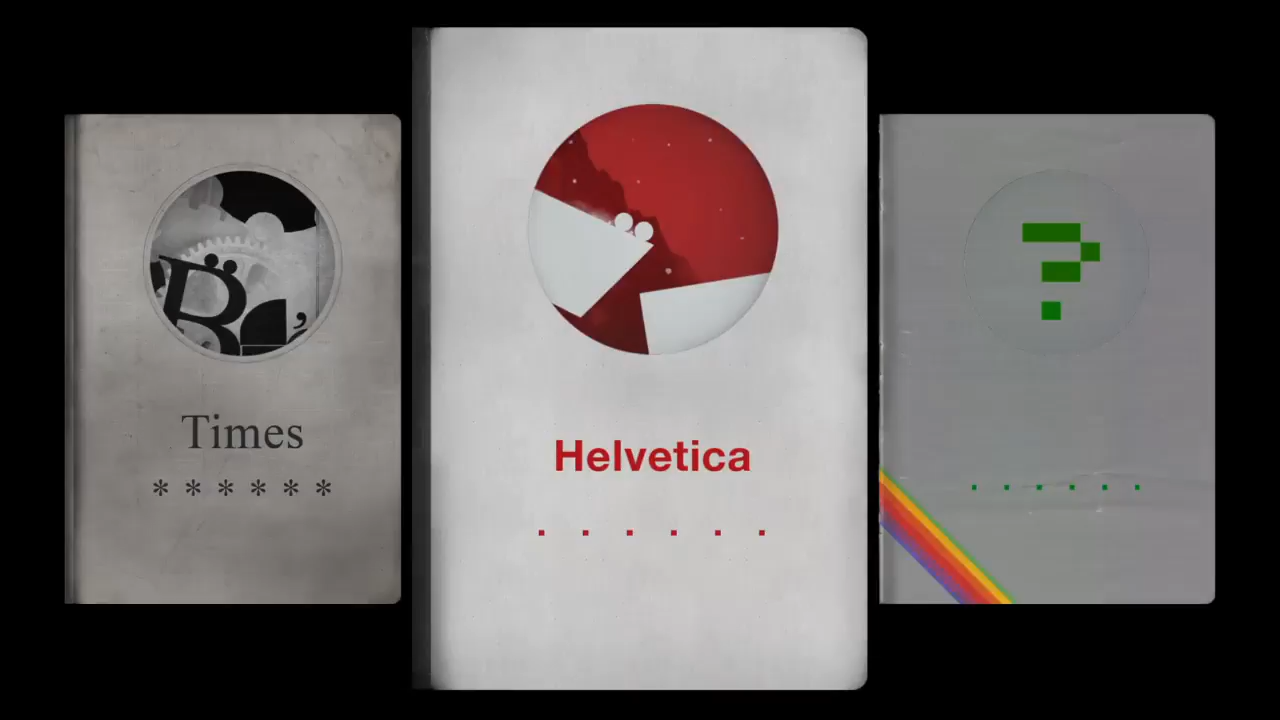 B
,
Times
* * * * * *
Helvetica
. . . . . .
?
. . . . . .